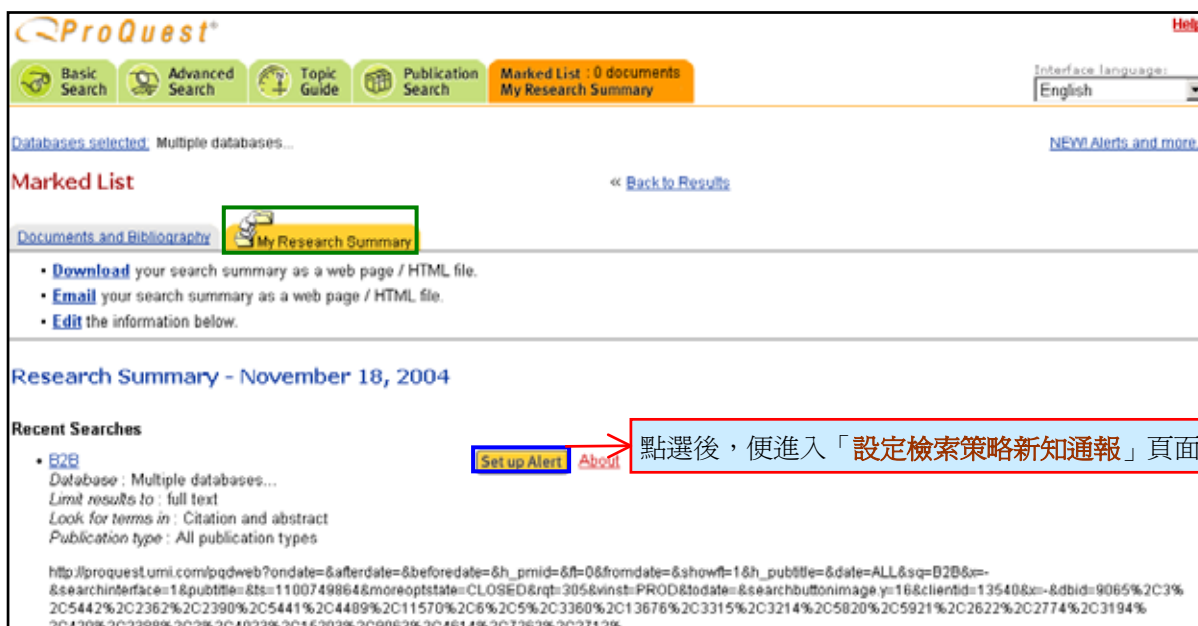 ProQuest®
Help
Basic Search
Advanced Search
Topic Guide
Publication Search
Marked List : 0 documents
My Research Summary
Interface language:
English
Databases selected: Multiple databases...
NEW! Alerts and more.
Marked List
« Back to Results
Documents and Bibliography
My Research Summary
• Download your search summary as a web page / HTML file.
• Email your search summary as a web page / HTML file.
• Edit the information below.
Research Summary - November 18, 2004
Recent Searches
• B2B
Set up Alert
About
點選後，便進入「設定檢索策略新知通報」頁面
Database : Multiple databases...
Limit results to : full text
Look for terms in : Citation and abstract
Publication type : All publication types
http://proquest.umi.com/pqdweb?ondate=&afterdate=&beforedate=&h_pmid=&ft=0&fromdate=&showft=1&h_pubtitle=&date=ALL&sq=B2B&x=-
&searchinterface=1&pubtitle=&ts=1100749864&moreoptstate=CLOSED&rqt=305&vinst=PROD&todate=&searchbuttonimage.y=16&clientid=13540&x=-&dbid=9065%2C3%
2C5442%2C2362%2C2390%2C5441%2C4489%2C11570%2C6%2C5%2C3360%2C13676%2C3315%2C3214%2C5820%2C5921%2C2622%2C2774%2C3194%